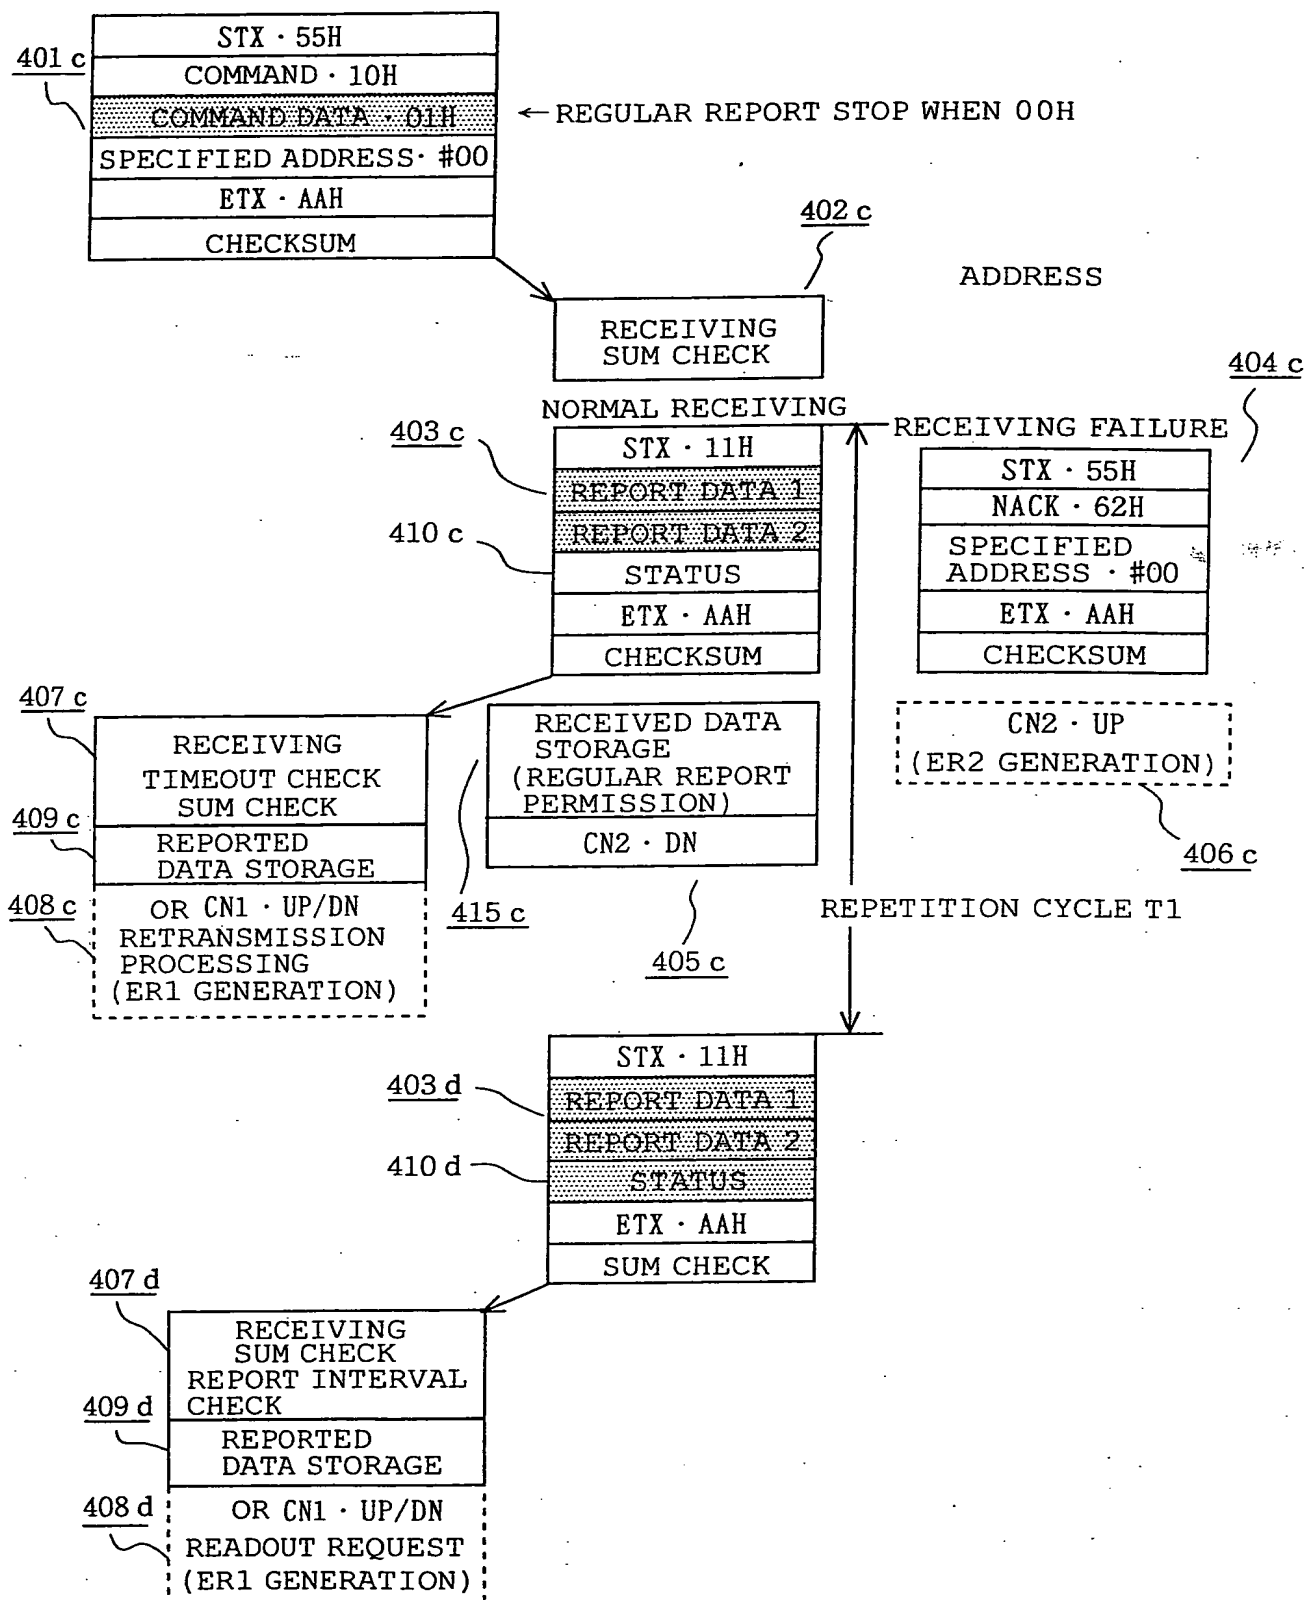 STX · 55H
401 c
COMMAND · 10H
COMMAND DATA · 01H
← REGULAR REPORT STOP WHEN 00H
SPECIFIED ADDRESS · #00
ETX · AAH
CHECKSUM
402 c
ADDRESS
RECEIVING
SUM CHECK
404 c
NORMAL RECEIVING
RECEIVING FAILURE
403 c
STX · 11H
REPORT DATA 1
REPORT DATA 2
410 c
STATUS
ETX · AAH
CHECKSUM
STX · 55H
NACK · 62H
SPECIFIED
ADDRESS · #00
ETX · AAH
CHECKSUM
407 c
RECEIVING
TIMEOUT CHECK
SUM CHECK
409 c
REPORTED
DATA STORAGE
408 c
OR CN1 · UP/DN
RETRANSMISSION
PROCESSING
(ER1 GENERATION)
RECEIVED DATA
STORAGE
(REGULAR REPORT
PERMISSION)
CN2 · DN
415 c
405 c
CN2 · UP
(ER2 GENERATION)
406 c
REPETITION CYCLE T1
STX · 11H
403 d
REPORT DATA 1
REPORT DATA 2
410 d
STATUS
ETX · AAH
SUM CHECK
407 d
RECEIVING
SUM CHECK
REPORT INTERVAL
CHECK
409 d
REPORTED
DATA STORAGE
408 d
OR CN1 · UP/DN
READOUT REQUEST
(ER1 GENERATION)